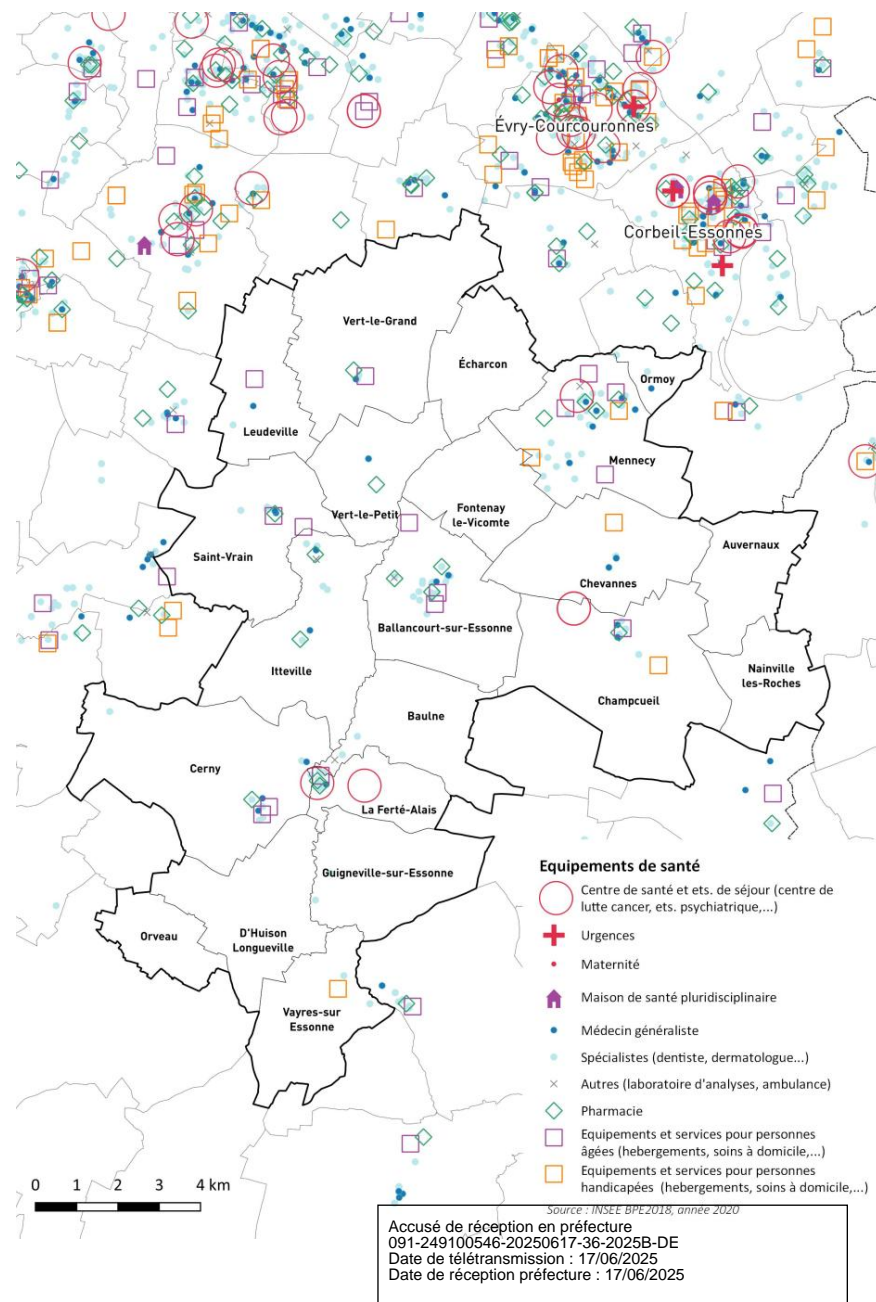 Évry-Courcouronnes
Corbeil-Essonnes
Vert-le-Grand
Écharcon
Ormoy
Leudeville
Mennecy
Vert-le-Petit
Fontenay
le-Vicomte
Saint-Vrain
Auvernaux
Chevannes
Ballancourt-sur-Essonne
Itteville
Nainville
les-Roches
Champcueil
Baulne
Cerny
La Ferté-Alais
Guigneville-sur-Essonne
Orveau
D'Huison
Longueville
Vayres-sur
Essonne
Equipements de santé
Centre de santé et ets. de séjour (centre de
lutte cancer, ets. psychiatrique,...)
Urgences
Maternité
Maison de santé pluridisciplinaire
Médecin généraliste
Spécialistes (dentiste, dermatologue...)
Autres (laboratoire d'analyses, ambulance)
Pharmacie
Equipements et services pour personnes
âgées (hebergements, soins à domicile,...)
Equipements et services pour personnes
handicapées (hebergements, soins à domicile,...)
0 1 2 3 4 km
Source : INSEE BPE2018, année 2020
Accusé de réception en préfecture
091-249100546-20250617-36-2025B-DE
Date de télétransmission : 17/06/2025
Date de réception préfecture : 17/06/2025